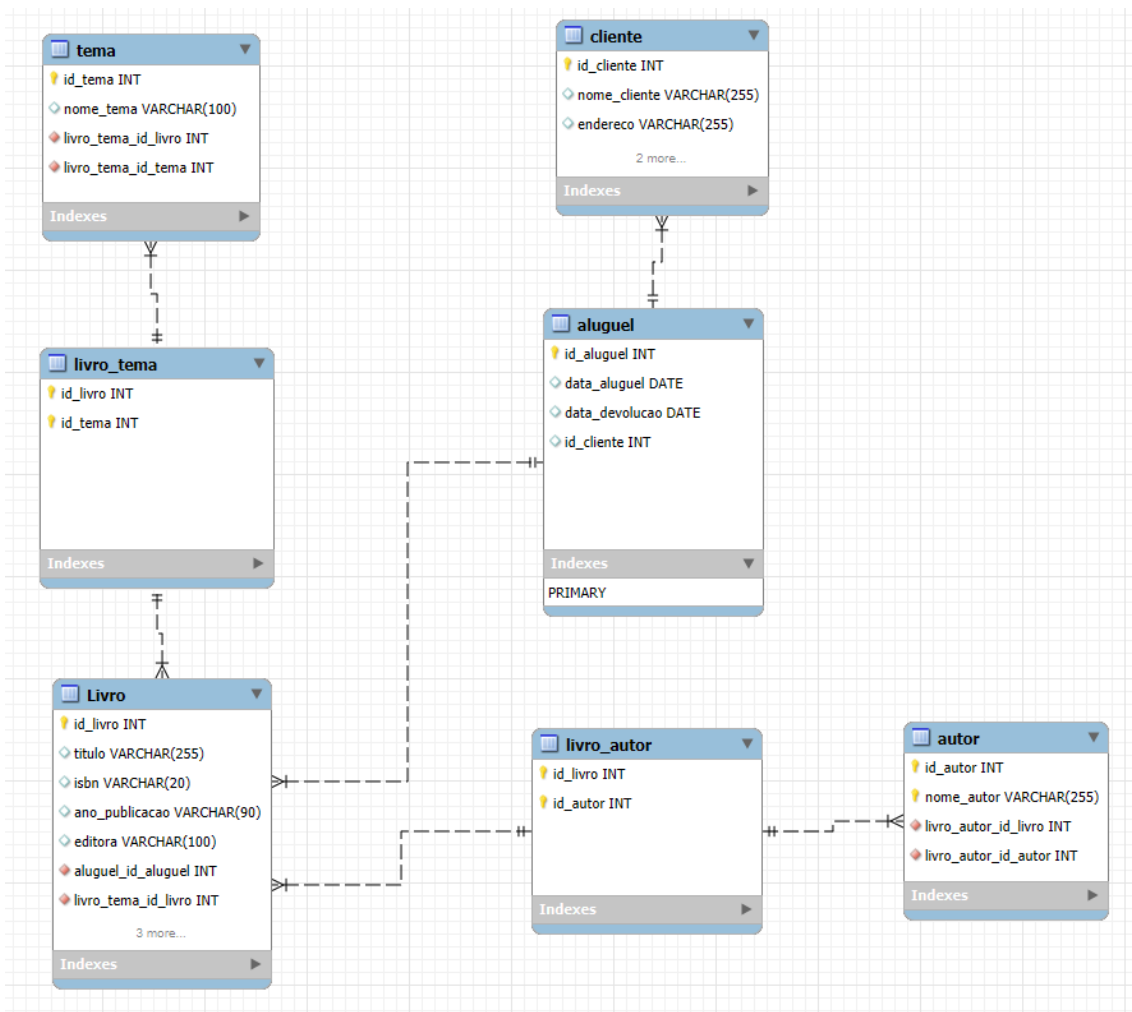 tema
id_tema INT
nome_tema VARCHAR(100)
livro_tema_id_livro INT
livro_tema_id_tema INT
Indexes
cliente
id_cliente INT
nome_cliente VARCHAR(255)
endereco VARCHAR(255)
2 more...
Indexes
livro_tema
id_livro INT
id_tema INT
Indexes
aluguel
id_aluguel INT
data_aluguel DATE
data_devolucao DATE
id_cliente INT
Indexes
PRIMARY
Livro
id_livro INT
titulo VARCHAR(255)
isbn VARCHAR(20)
ano_publicacao VARCHAR(90)
editora VARCHAR(100)
aluguel_id_aluguel INT
livro_tema_id_livro INT
3 more...
Indexes
livro_autor
id_livro INT
id_autor INT
Indexes
autor
id_autor INT
nome_autor VARCHAR(255)
livro_autor_id_livro INT
livro_autor_id_autor INT
Indexes